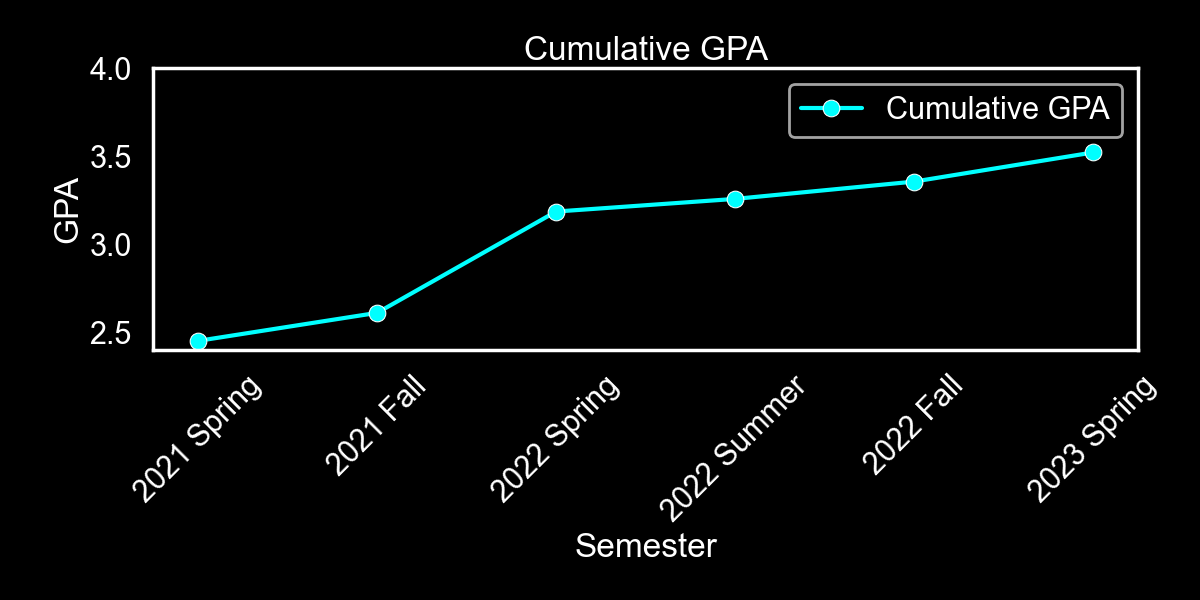 Cumulative GPA
Cumulative GPA
4.0
3.5
3.0
2.5
GPA
2021 Spring
2021 Fall
2022 Spring
2022 Summer
2022 Fall
2023 Spring
Semester